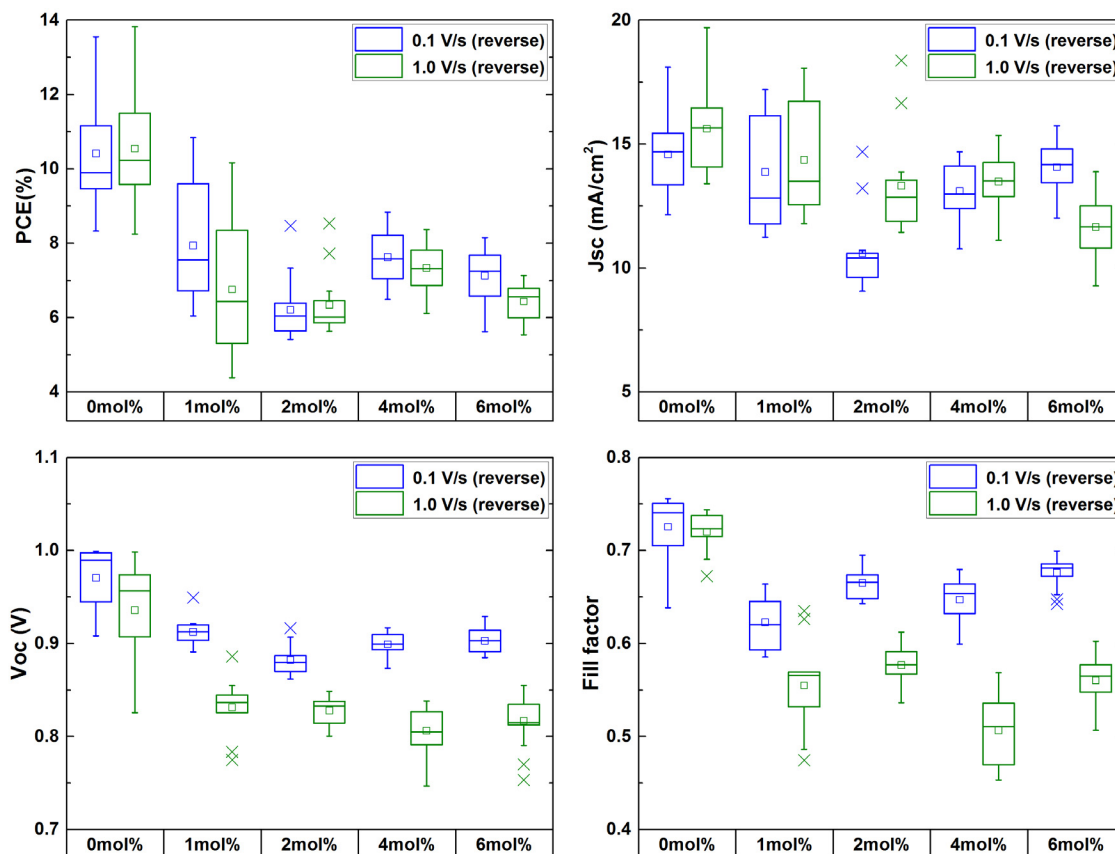 PCE(%)
14
12
10
8
6
4
0.1 V/s (reverse)
1.0 V/s (reverse)
0mol% 1mol% 2mol% 4mol% 6mol%
Jsc (mA/cm²)
20
15
10
5
0.1 V/s (reverse)
1.0 V/s (reverse)
0mol% 1mol% 2mol% 4mol% 6mol%
Voc (V)
1.1
1.0
0.9
0.8
0.7
0.1 V/s (reverse)
1.0 V/s (reverse)
0mol% 1mol% 2mol% 4mol% 6mol%
Fill factor
0.8
0.7
0.6
0.5
0.4
0.1 V/s (reverse)
1.0 V/s (reverse)
0mol% 1mol% 2mol% 4mol% 6mol%